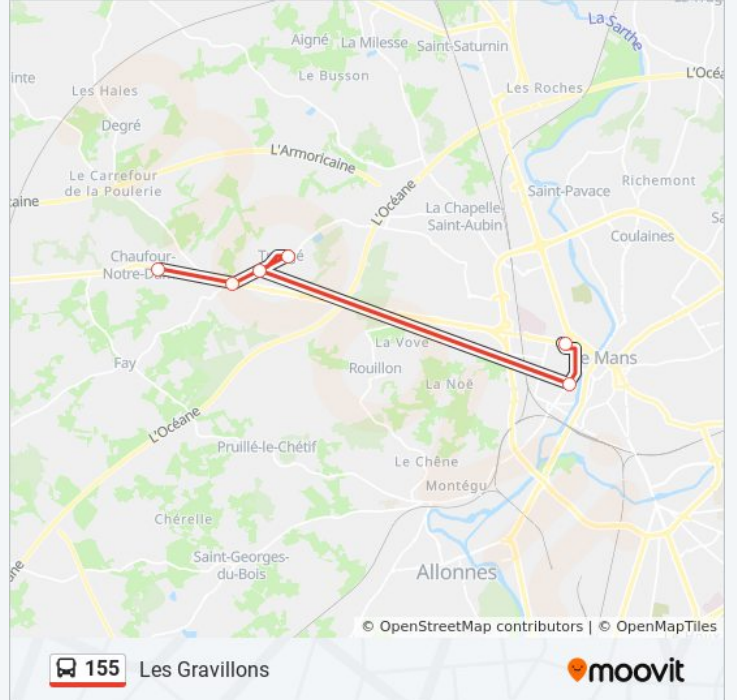 La Sarthe
Aigné
La Milesse
Saint-Saturnin
Le Busson
Les Haies
Les Roches
Degré
L'Armoricaine
Le Carrefour
de la Pouterie
aine
L'Océane
La Chapelle-
Saint-Aubin
Saint-Pavace
Richemont
Coulaines
Chaufour-
Notre-Da
La Vove
Rouillon
e Mans
Fay
La Noë
L'Océane
Pruillé-le-Chétif
Le Chêne
Montégu
Chérelle
Saint-Georges-
du-Bois
Allonnes
© OpenStreetMap contributors | © OpenMapTiles
155 Les Gravillons
moovit